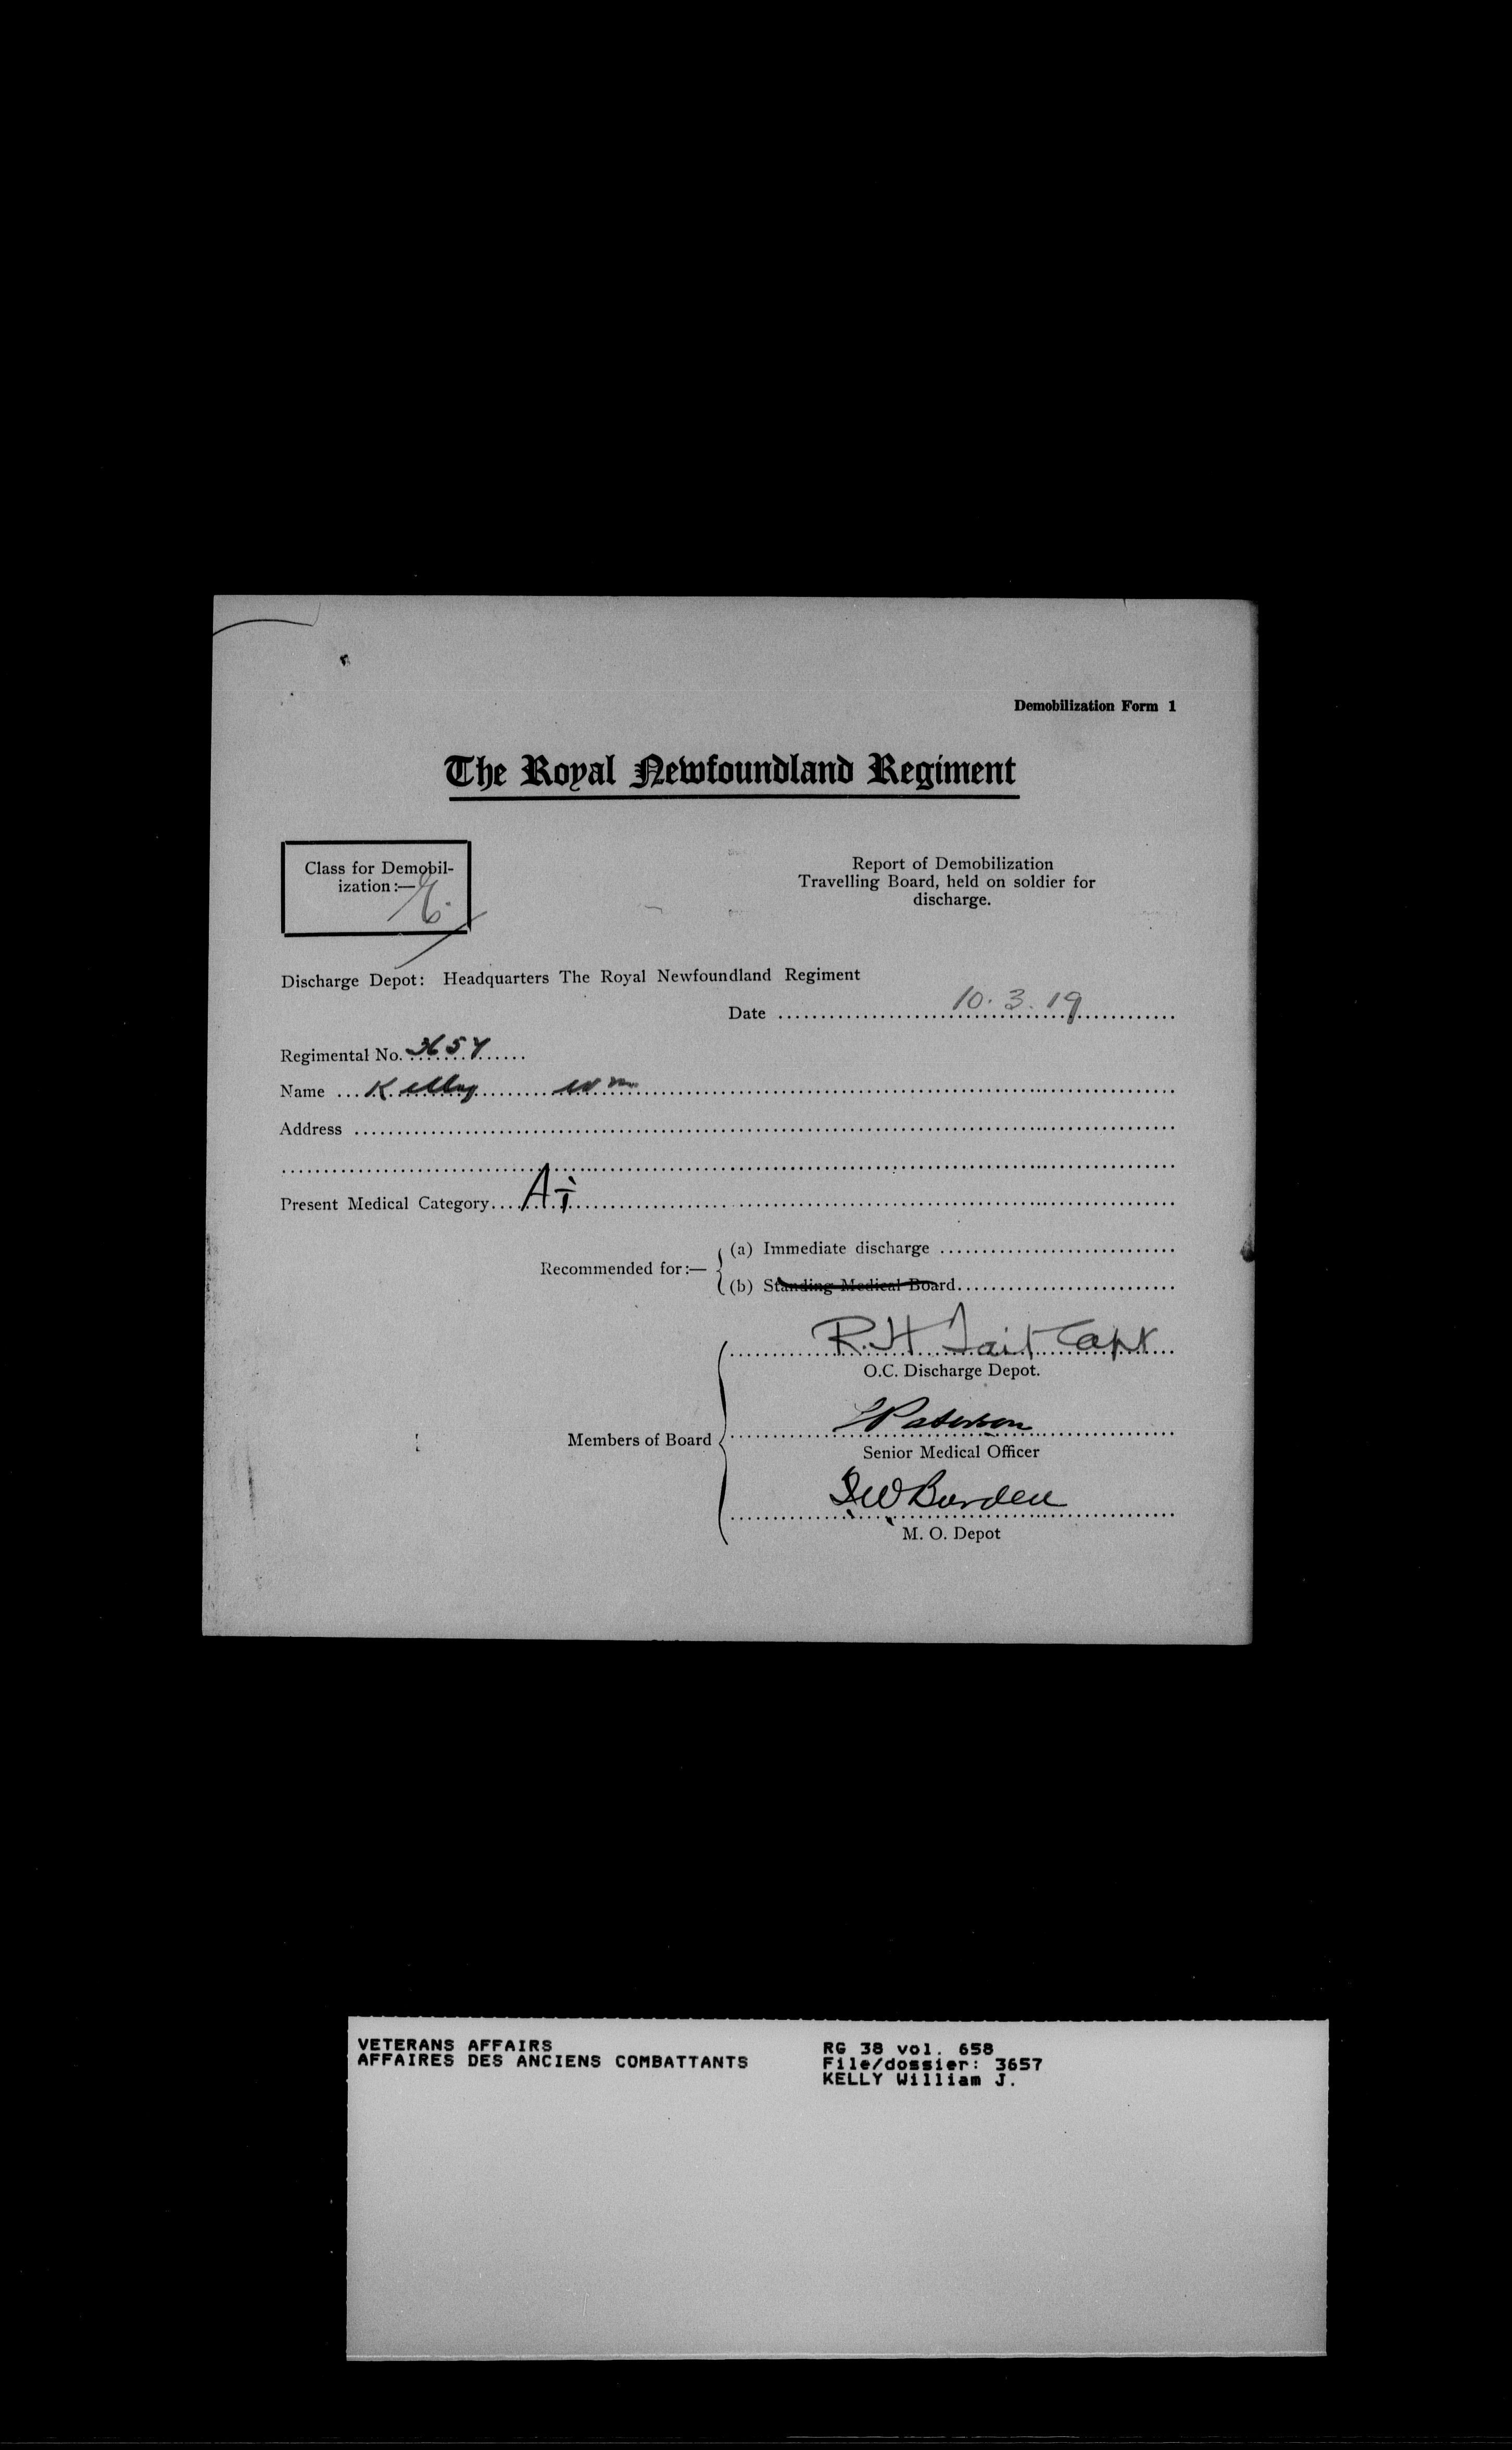 Demobilization Form 1
The Royal Newfoundland Regiment
Class for Demobil-
ization:—
Report of Demobilization
Travelling Board, held on soldier for
discharge.
Discharge Depot: Headquarters The Royal Newfoundland Regiment
Date 10.3.19
Regimental No. 3657
Name Kelly Wm
Address
Present Medical Category A i
Recommended for:—
(a) Immediate discharge
(b) Standing Medical Board
R.H Tait Capt
O.C. Discharge Depot.
Members of Board
Paterson
Senior Medical Officer
Burden
M. O. Depot
VETERANS AFFAIRS
AFFAIRES DES ANCIENS COMBATTANTS
RG 38 vol. 658
File/dossier: 3657
KELLY William J.